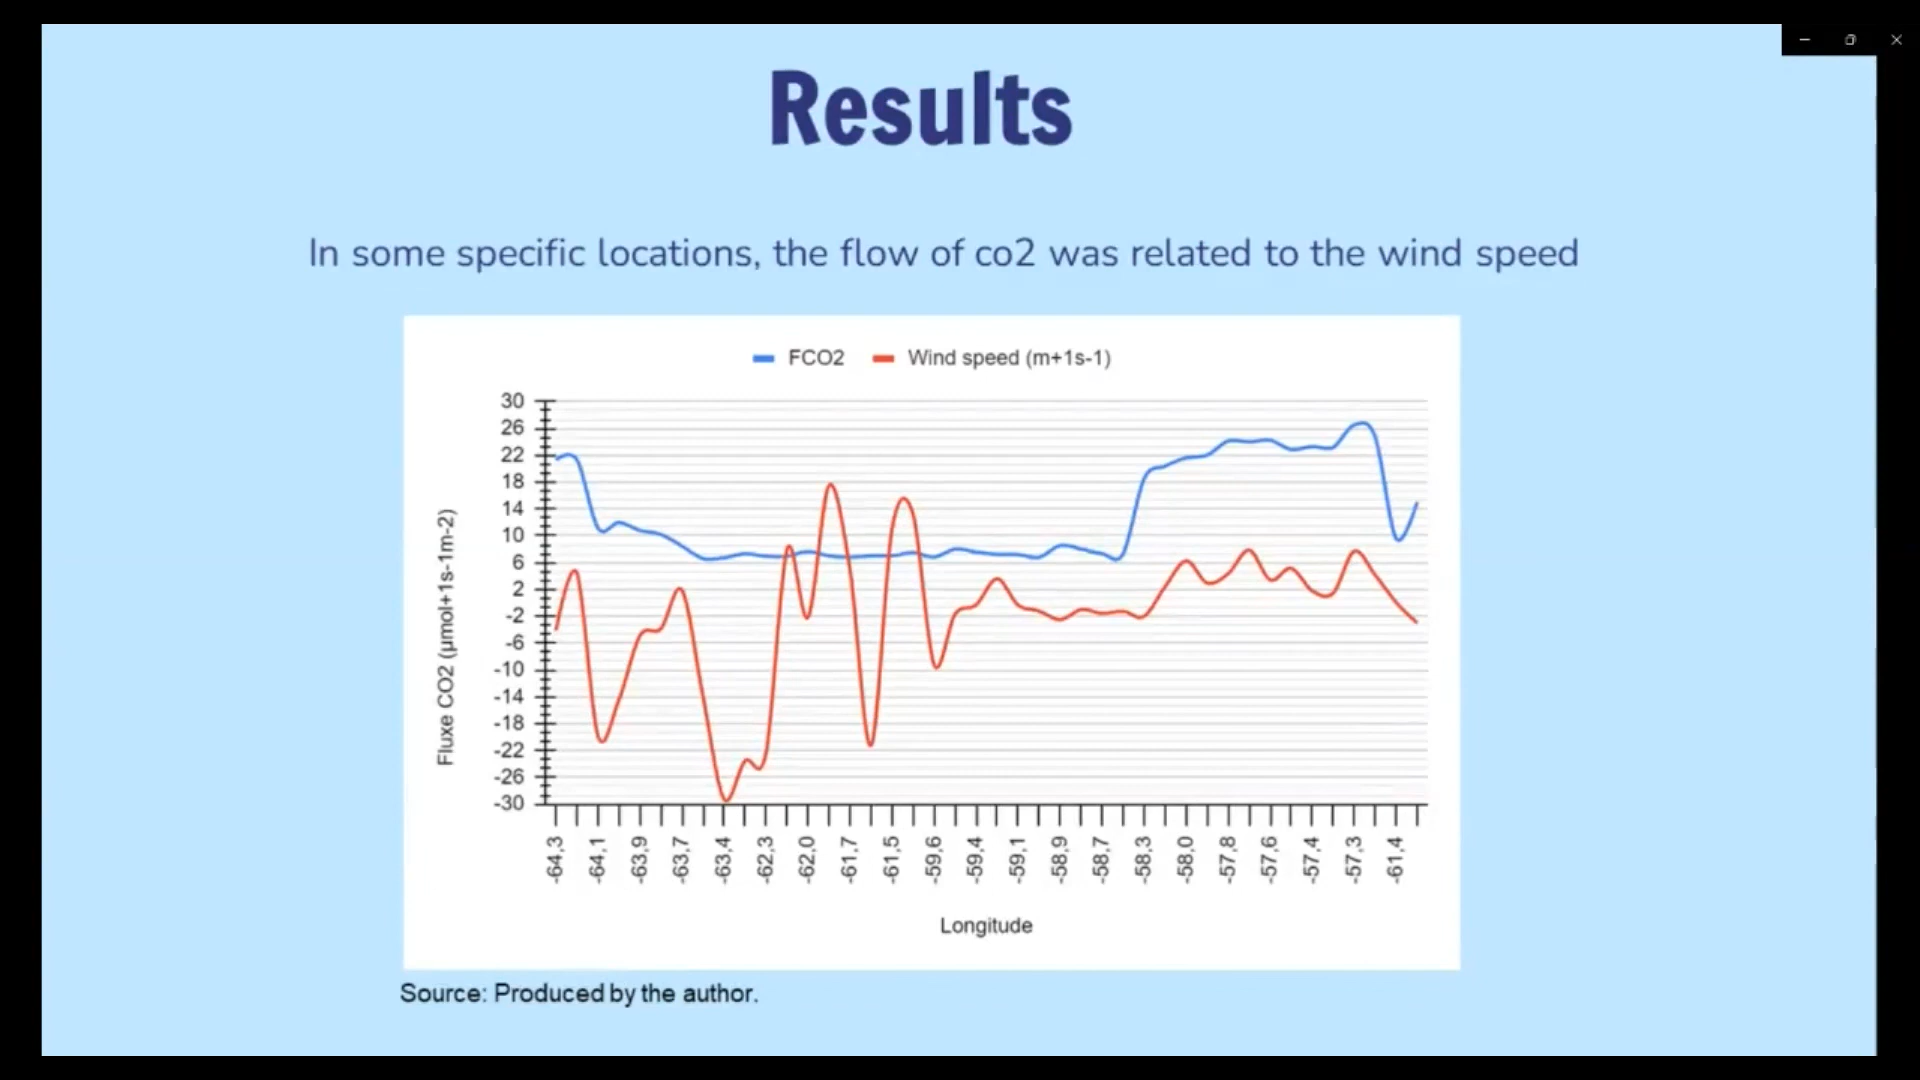 Results
In some specific locations, the flow of co2 was related to the wind speed
FCO2 Wind speed (m+1s-1)
30
26
22
18
14
10
6
2
-2
-6
-10
-14
-18
-22
-26
-30
Fluxe CO2 (µmol+1s-1m-2)
-64,3 -64,1 -63,9 -63,7 -63,4 -62,3 -62,0 -61,7 -61,5 -59,6 -59,4 -59,1 -58,9 -58,7 -58,3 -58,0 -57,8 -57,6 -57,4 -57,3 -61,4
Longitude
Source: Produced by the author.